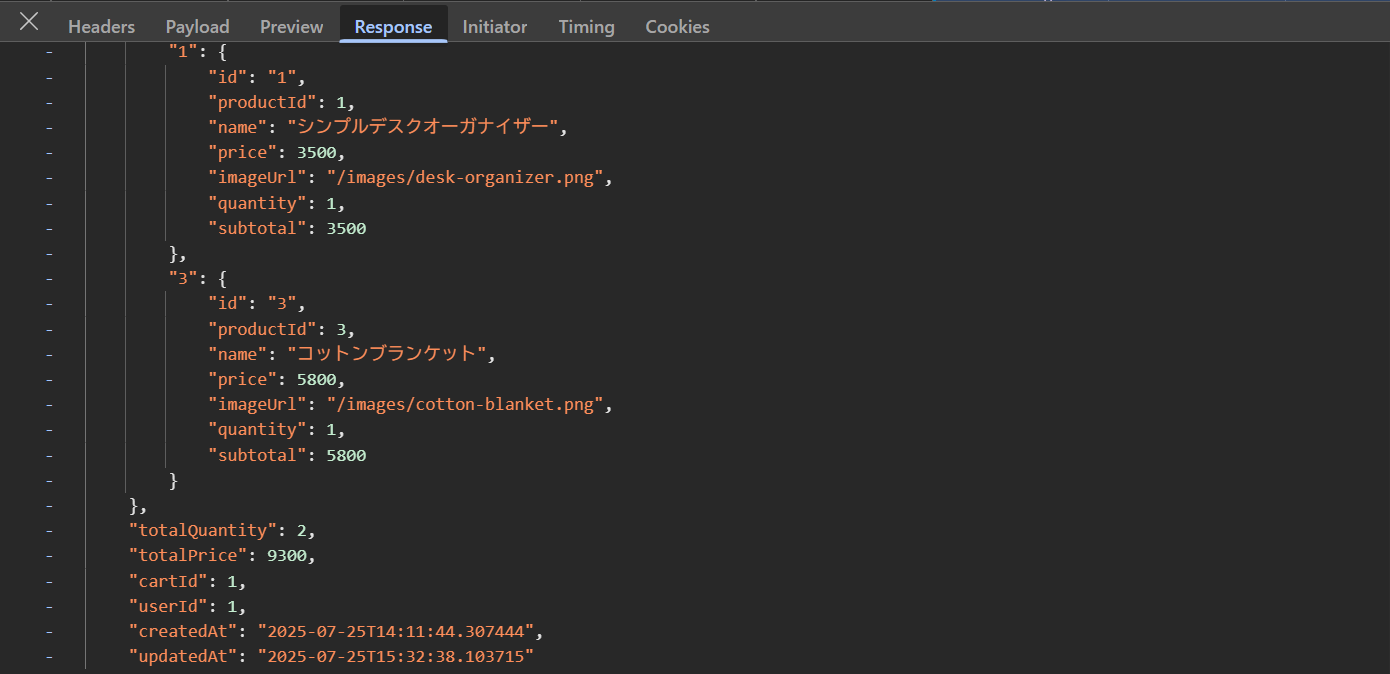 Headers Payload Preview Response Initiator Timing Cookies
- "1": {
- "id": "1",
- "productId": 1,
- "name": "シンプルデスクオーガナイザー",
- "price": 3500,
- "imageUrl": "/images/desk-organizer.png",
- "quantity": 1,
- "subtotal": 3500
- },
- "3": {
- "id": "3",
- "productId": 3,
- "name": "コットンブランケット",
- "price": 5800,
- "imageUrl": "/images/cotton-blanket.png",
- "quantity": 1,
- "subtotal": 5800
- }
- },
- "totalQuantity": 2,
- "totalPrice": 9300,
- "cartId": 1,
- "userId": 1,
- "createdAt": "2025-07-25T14:11:44.307444",
- "updatedAt": "2025-07-25T15:32:38.103715"